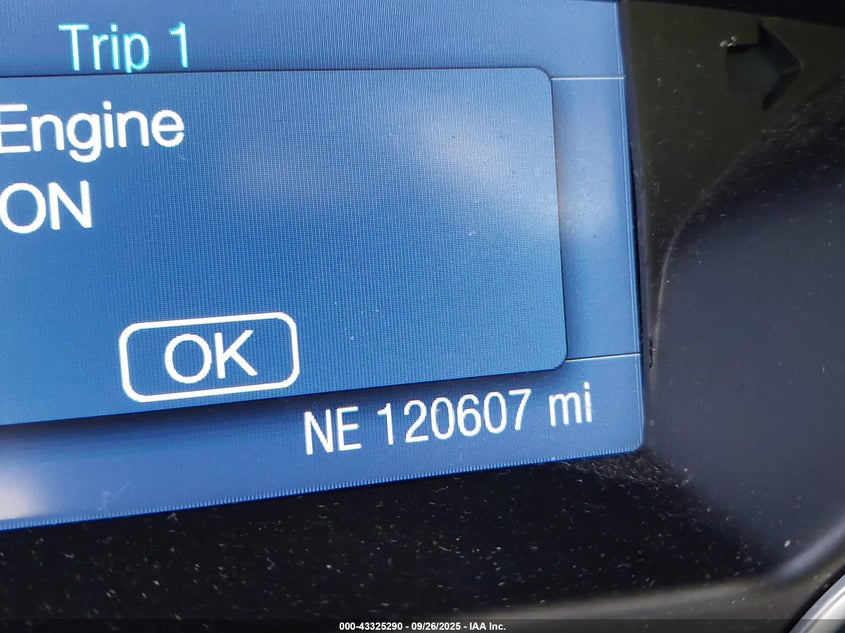 Trip 1
Engine
ON
OK
NE 120607 mi
000-43325290 - 09/26/2025 - IAA Inc.